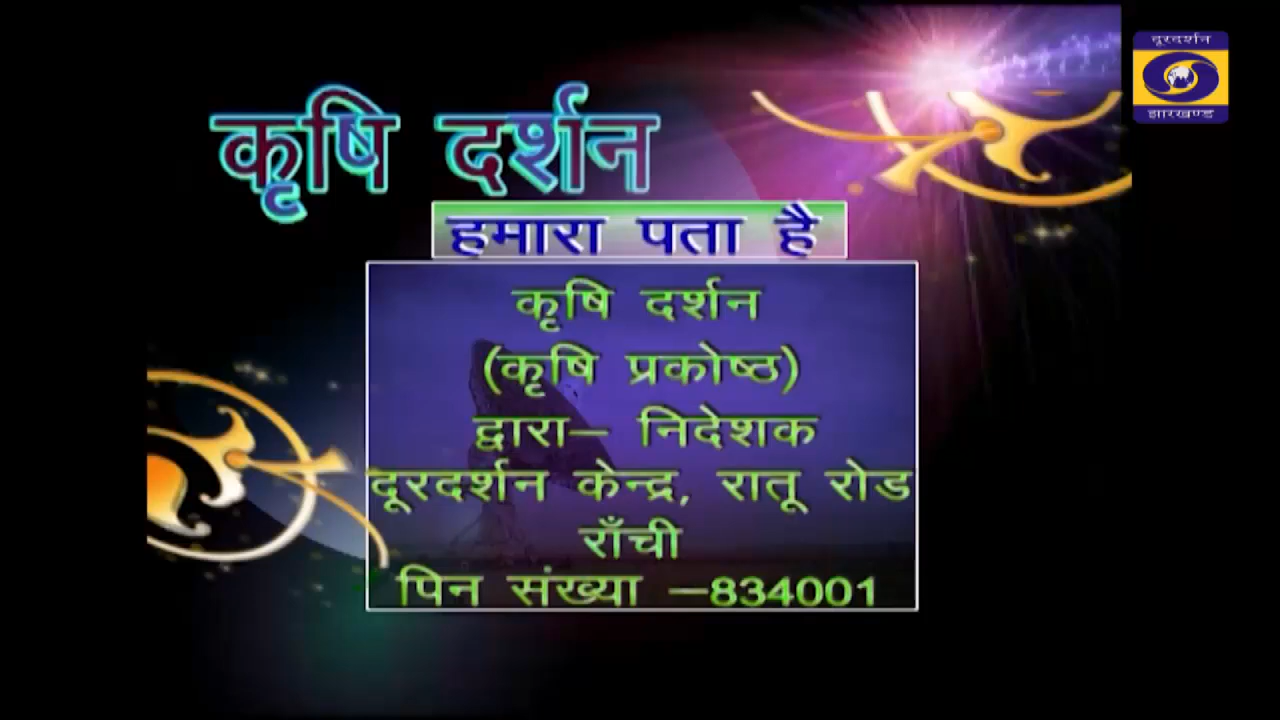 दूरदर्शन
झारखण्ड
कृषि दर्शन
हमारा पता है
कृषि दर्शन
(कृषि प्रकोष्ठ)
द्वारा– निदेशक
दूरदर्शन केन्द्र, रातू रोड
राँची
पिन संख्या –834001